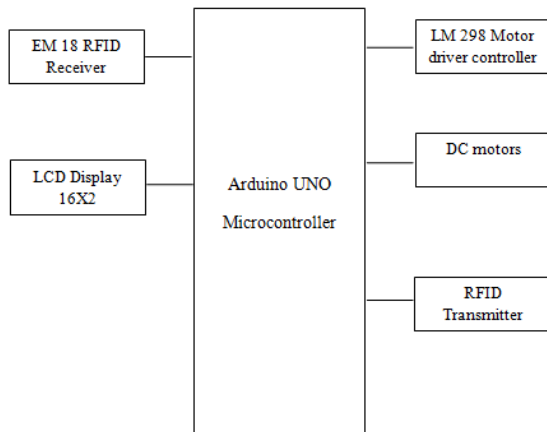 EM 18 RFID
Receiver
LCD Display
16X2
Arduino UNO
Microcontroller
LM 298 Motor
driver controller
DC motors
RFID
Transmitter